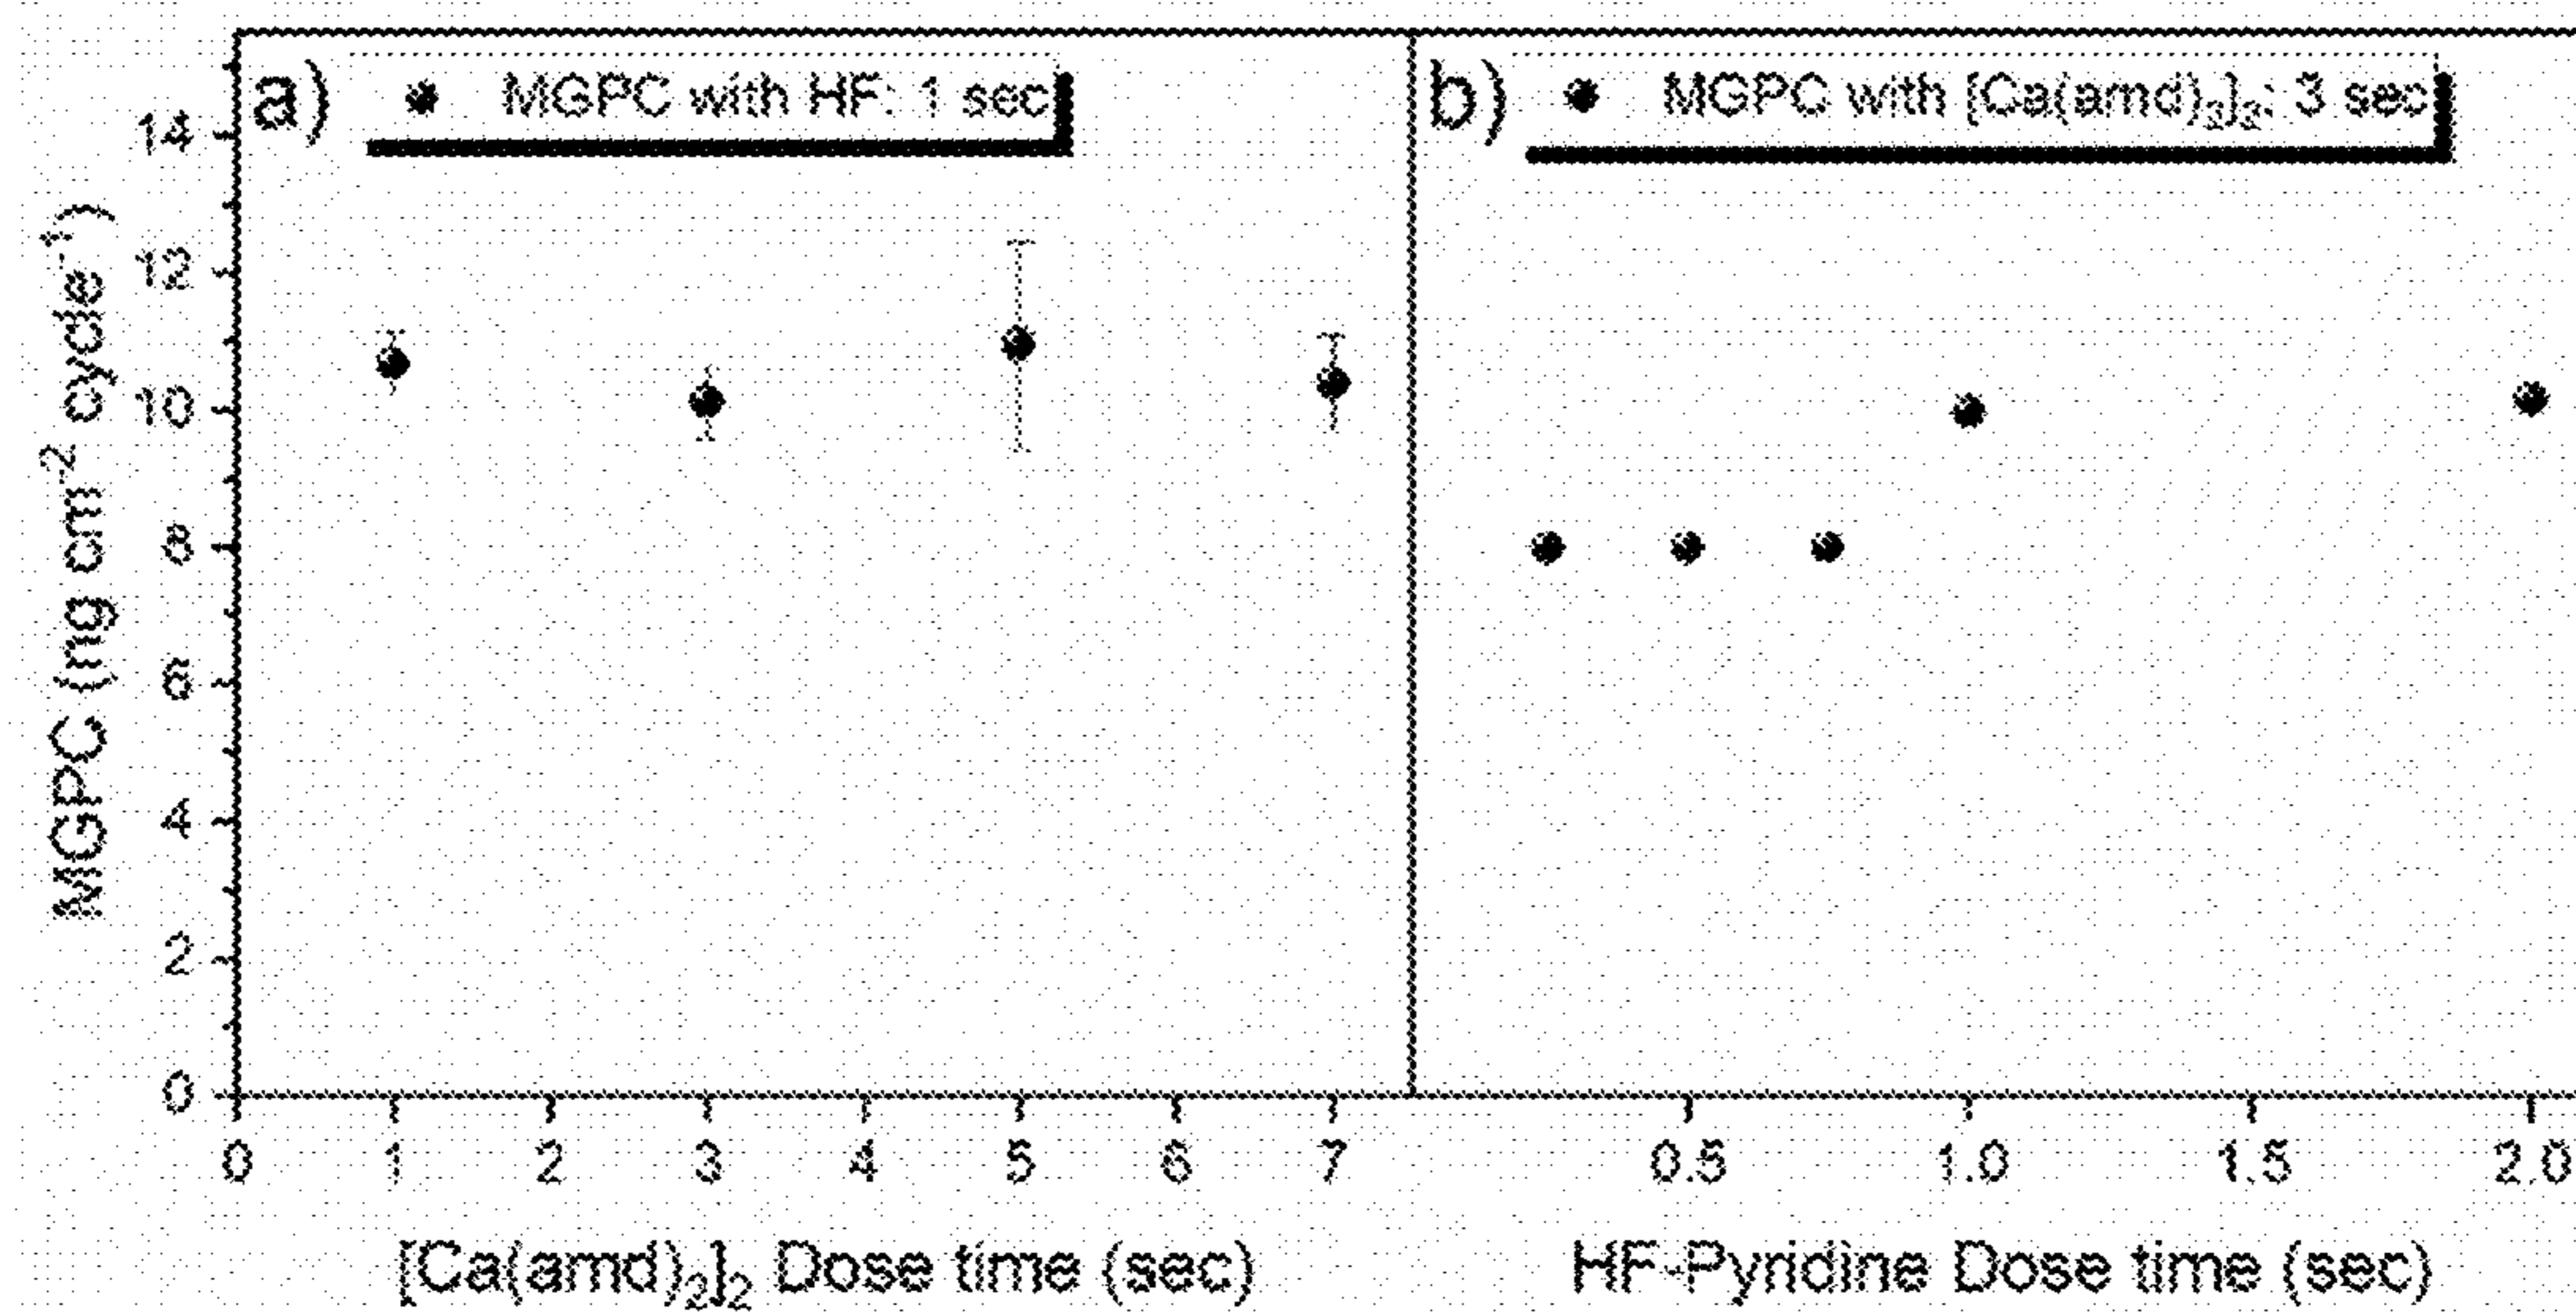 a) MGPC with HF: 1 sec
b) MGPC with [Ca(amd)₂]₂: 3 sec
MGPC (ng cm⁻² cycle⁻¹)
14
12
10
8
6
4
2
0
0 1 2 3 4 5 6 7
0.5 1.0 1.5 2.0
[Ca(amd)₂]₂ Dose time (sec)
HF-Pyridine Dose time (sec)